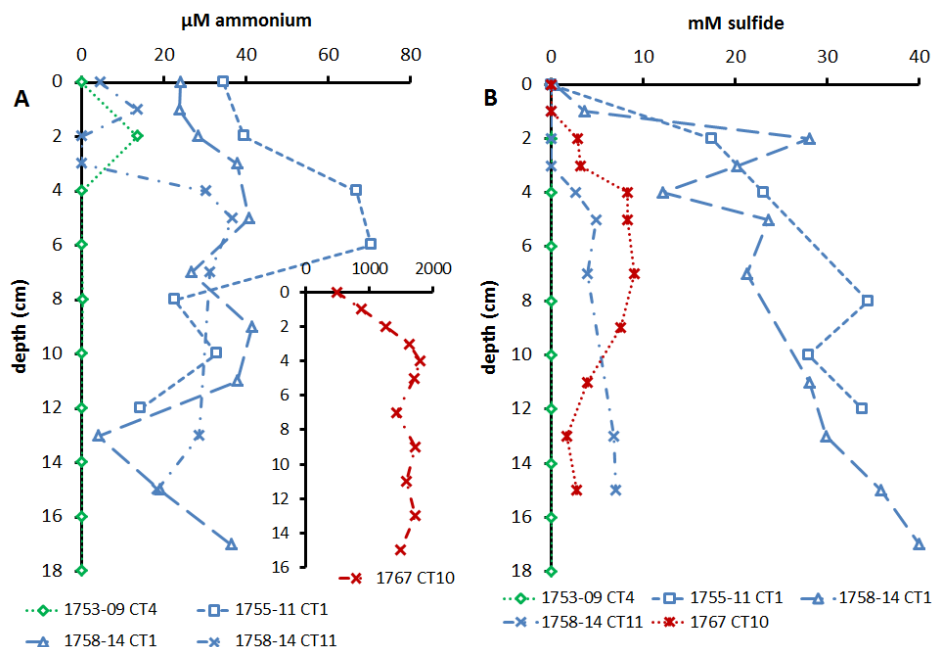 µM ammonium
0 20 40 60 80
A
depth (cm)
0
2
4
6
8
10
12
14
16
18
0 1000 2000
0
2
4
6
8
10
12
14
16
1767 CT10
1753-09 CT4 1755-11 CT1
1758-14 CT1 1758-14 CT11
mM sulfide
0 10 20 30 40
B
depth (cm)
0
2
4
6
8
10
12
14
16
18
1753-09 CT4 1755-11 CT1 1758-14 CT1
1758-14 CT11 1767 CT10